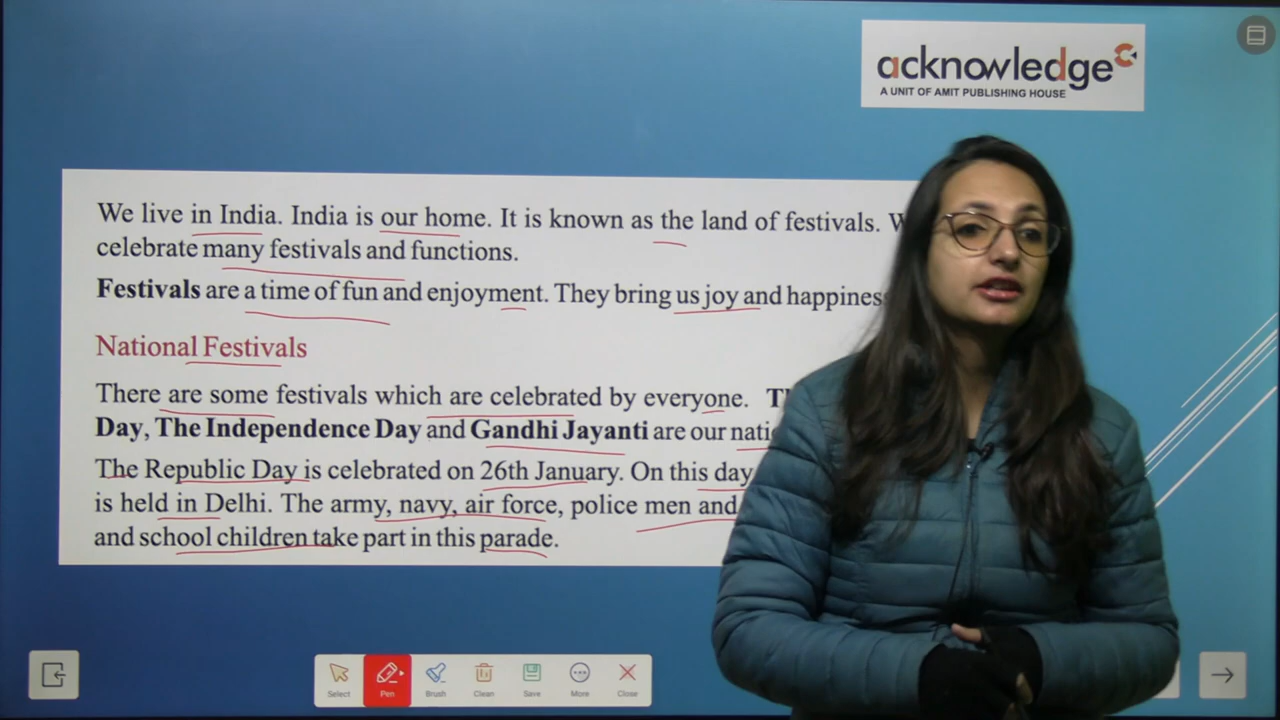 acknowledge
A UNIT OF AMIT PUBLISHING HOUSE
We live in India. India is our home. It is known as the land of festivals.
celebrate many festivals and functions.
Festivals are a time of fun and enjoyment. They bring us joy and happines
National Festivals
There are some festivals which are celebrated by everyone.
Day, The Independence Day and Gandhi Jayanti are our
The Republic Day is celebrated on 26th January. On this day
is held in Delhi. The army, navy, air force, police men and
and school children take part in this parade.
Select Pen Brush Clean Save More Close